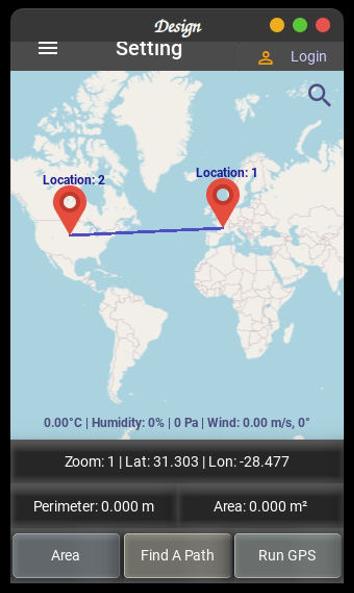 Design
Setting
Login
Location: 2
Location: 1
0.00°C | Humidity: 0% | 0 Pa | Wind: 0.00 m/s, 0°
Zoom: 1 | Lat: 31.303 | Lon: -28.477
Perimeter: 0.000 m
Area: 0.000 m²
Area
Find A Path
Run GPS